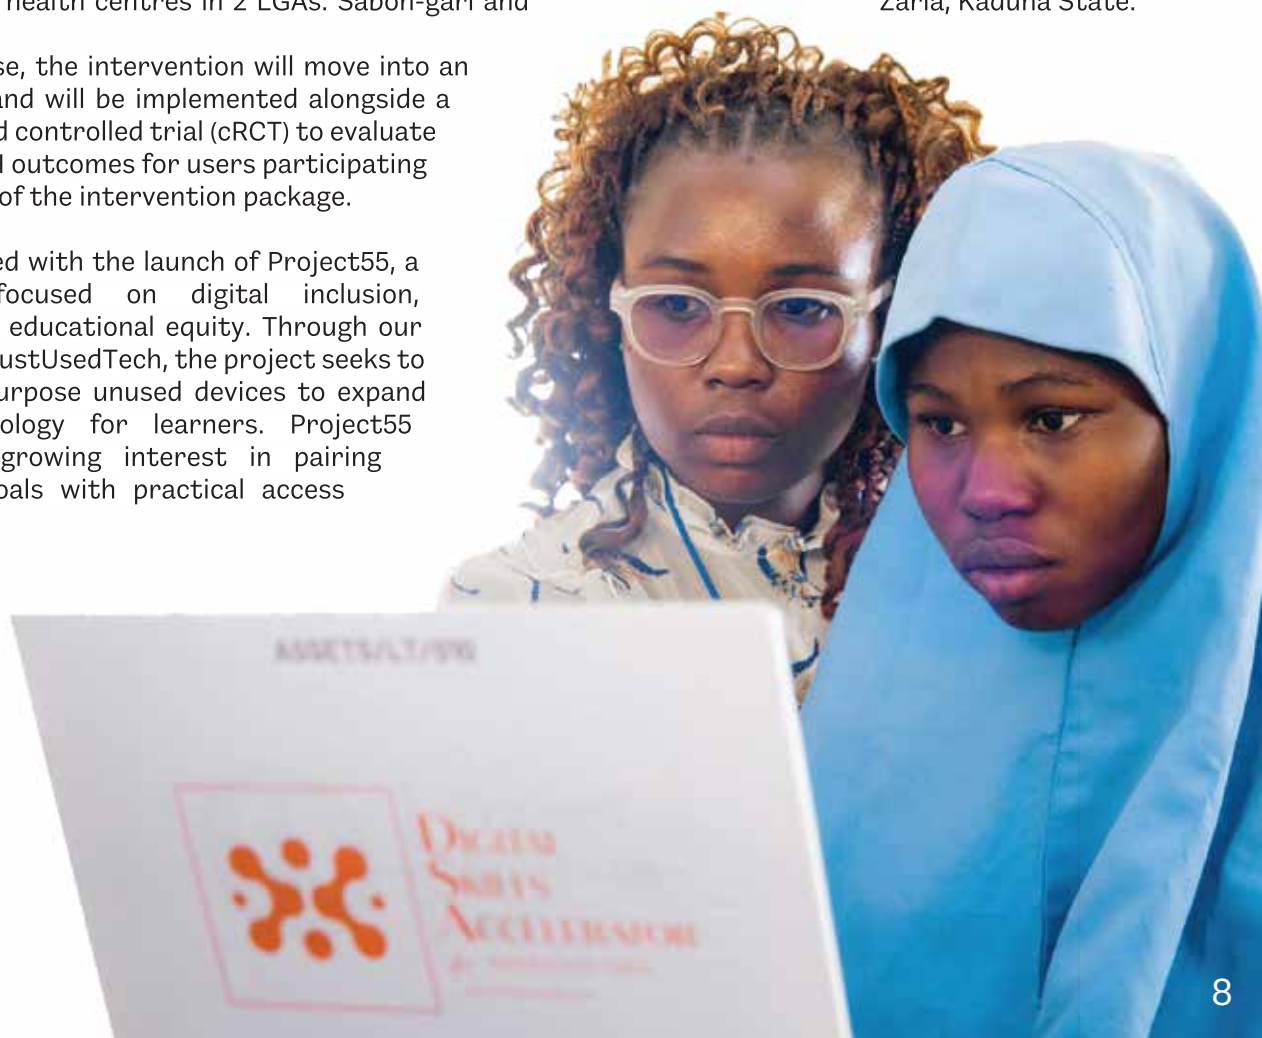 health centres in 2 LGAs: Sabon-gari and Zaria, Kaduna State.
se, the intervention will move into an
and will be implemented alongside a
d controlled trial (cRCT) to evaluate
outcomes for users participating
of the intervention package.
ed with the launch of Project55, a
focused on digital inclusion,
educational equity. Through our
ustUsedTech, the project seeks to
urpose unused devices to expand
ology for learners. Project55
growing interest in pairing
oals with practical access
DIGITAL
SKILLS
ACCELERATOR
8